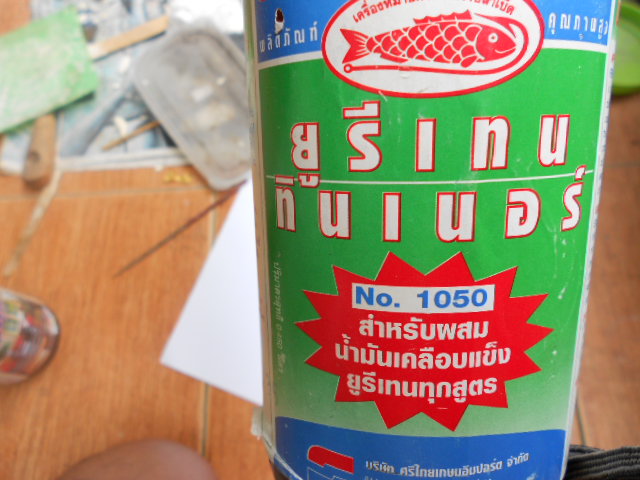 ผลิตภัณฑ์
คุณภาพสูง
ยูรีเทน
ทินเนอร์
No. 1050
สำหรับผสม
น้ำมันเคลือบแข็ง
ยูรีเทนทุกสูตร
บริษัท ศรีไทยเกษมอิมปอร์ต จำกัด